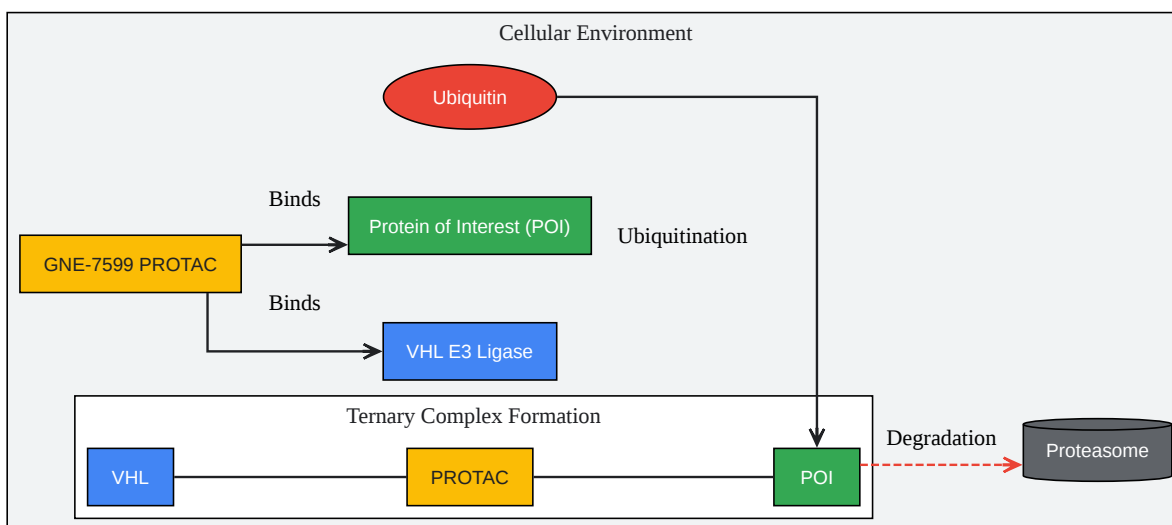 Cellular Environment
Ubiquitin
Binds
Protein of Interest (POI)
Ubiquitination
GNE-7599 PROTAC
Binds
VHL E3 Ligase
Ternary Complex Formation
Degradation
Proteasome
VHL
PROTAC
POI